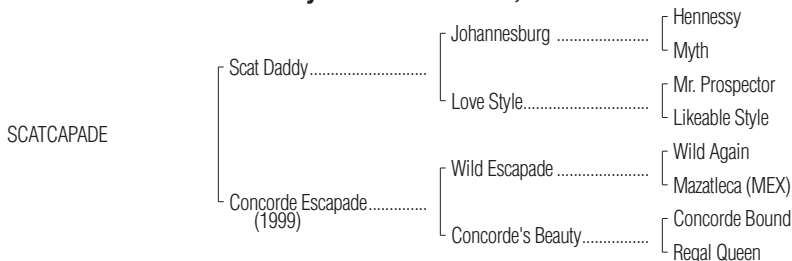 Hennessy
Johannesburg ........................
Myth
Scat Daddy..............................
Mr. Prospector
Love Style................................
Likeable Style
SCATCAPADE
Wild Again
Wild Escapade ........................
Mazatleca (MEX)
Concorde Escapade...............
(1999)
Concorde Bound
Concorde's Beauty.................
Regal Queen